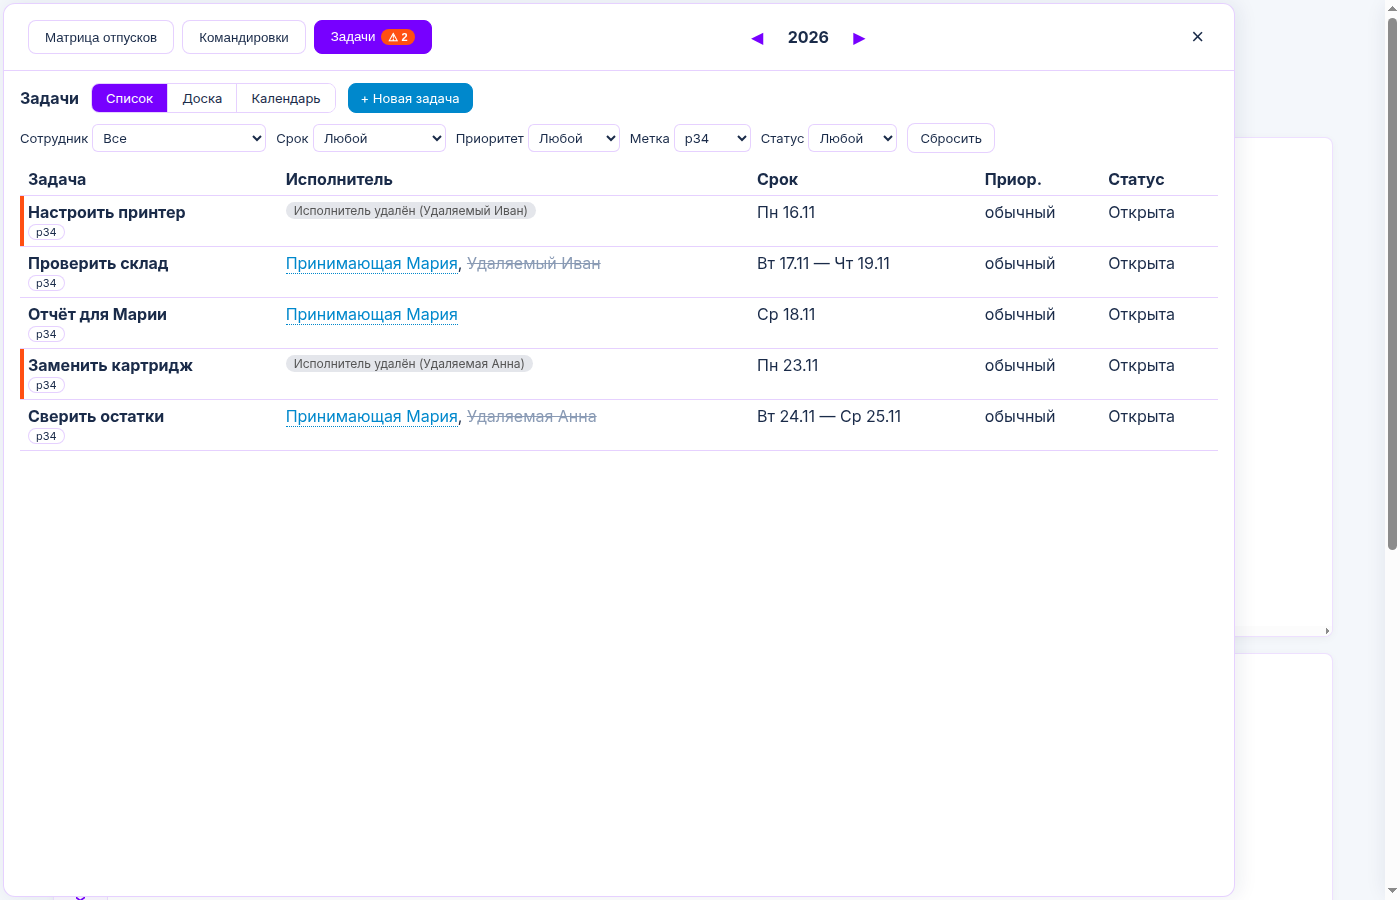 Матрица отпусков Командировки Задачи ⚠ 2 ◀ 2026 ▶ ×
Задачи Список Доска Календарь + Новая задача
Сотрудник Все Срок Любой Приоритет Любой Метка р34 Статус Любой Сбросить
Задача Исполнитель Срок Приор. Статус
Настроить принтер Исполнитель удалён (Удаляемый Иван) Пн 16.11 обычный Открыта
р34
Проверить склад Принимающая Мария, Удаляемый Иван Вт 17.11 — Чт 19.11 обычный Открыта
р34
Отчёт для Марии Принимающая Мария Ср 18.11 обычный Открыта
р34
Заменить картридж Исполнитель удалён (Удаляемая Анна) Пн 23.11 обычный Открыта
р34
Сверить остатки Принимающая Мария, Удаляемая Анна Вт 24.11 — Ср 25.11 обычный Открыта
р34